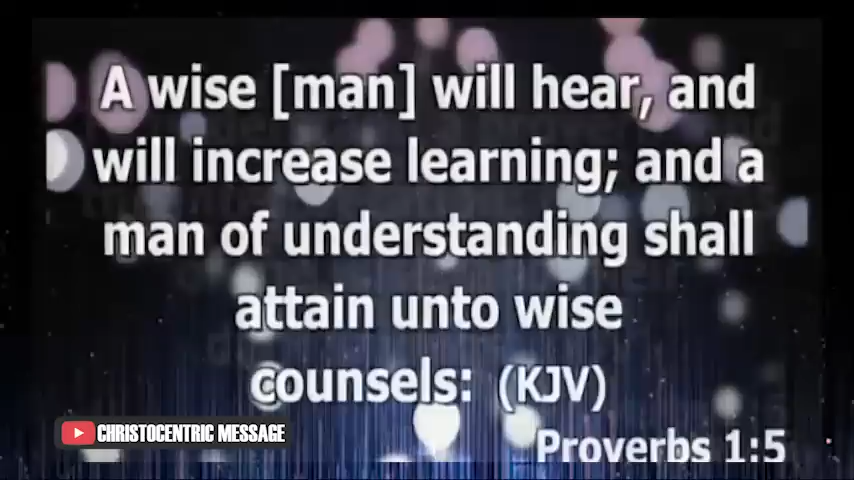 A wise [man] will hear, and
will increase learning; and a
man of understanding shall
attain unto wise
counsels: (KJV)
CHRISTOCENTRIC MESSAGE
Proverbs 1:5